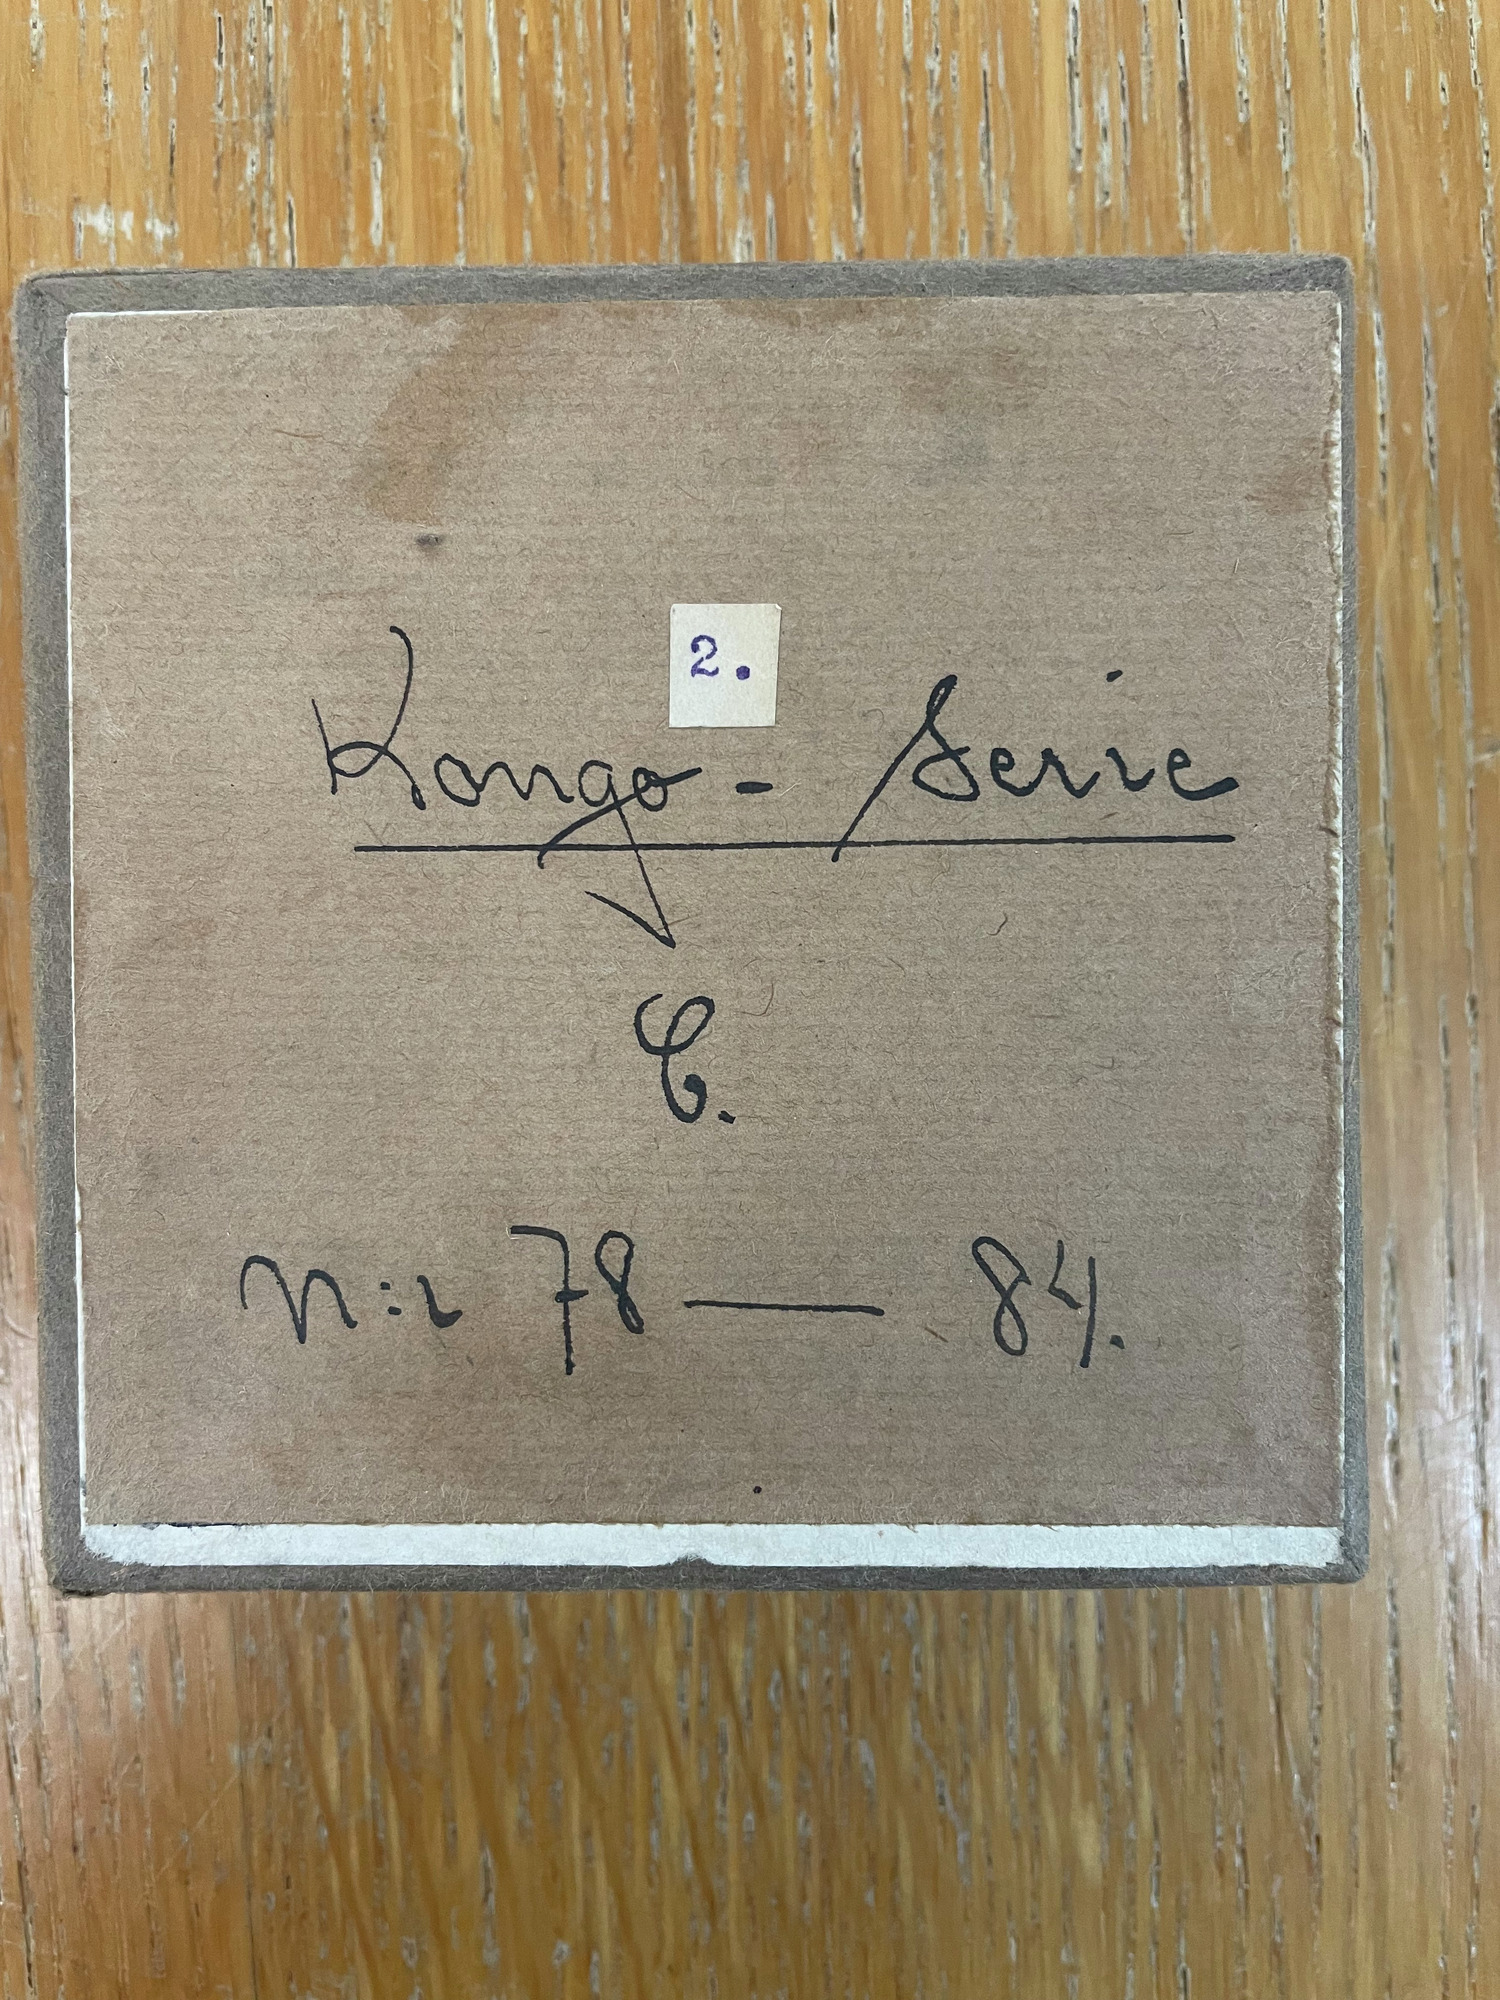 2.
Kongo - Serie
C.
N:r 78 — 84.